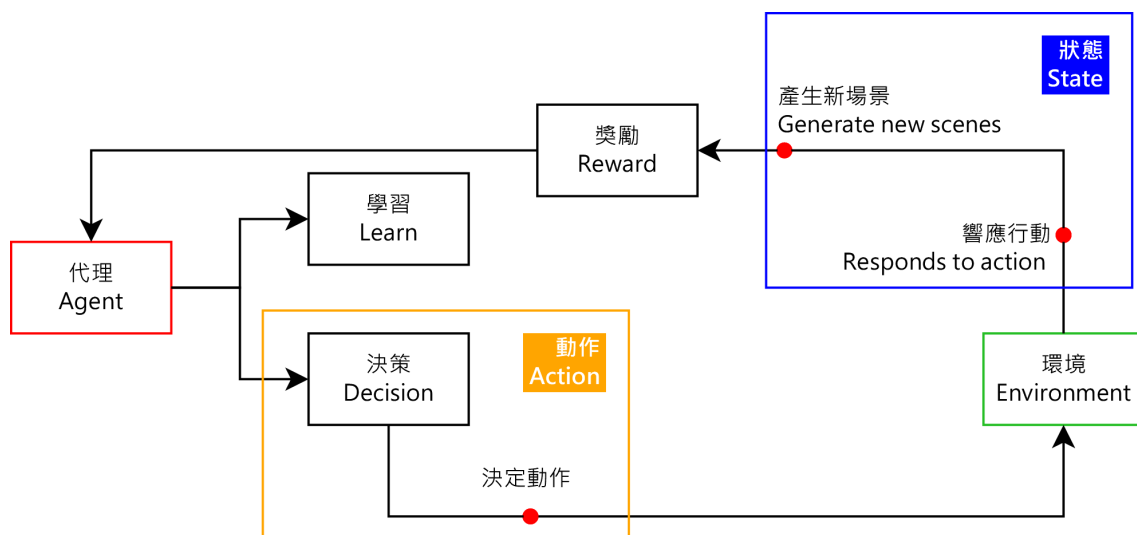 狀態
State
產生新場景
Generate new scenes
獎勵
Reward
學習
Learn
響應行動
Responds to action
代理
Agent
決策
Decision
動作
Action
環境
Environment
決定動作